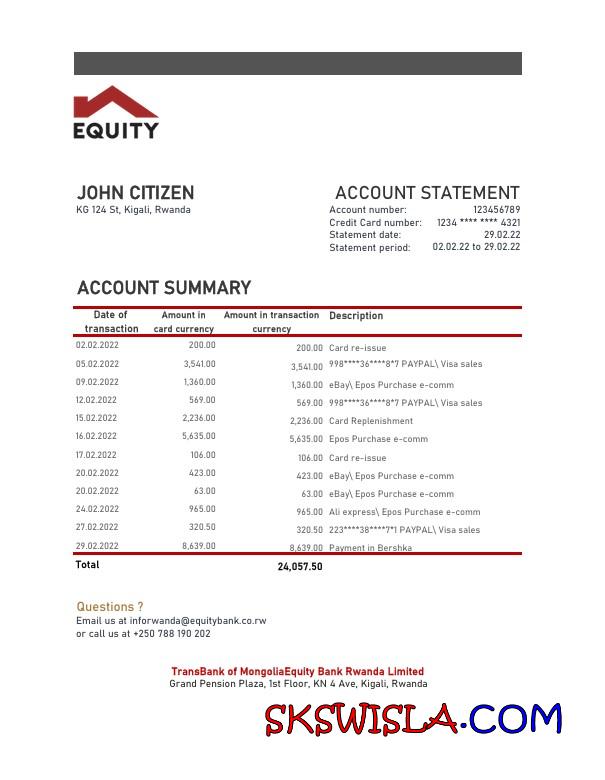 EQUITY
JOHN CITIZEN
KG 124 St, Kigali, Rwanda
ACCOUNT STATEMENT
Account number: 123456789
Credit Card number: 1234 **** **** 4321
Statement date: 29.02.22
Statement period: 02.02.22 to 29.02.22
ACCOUNT SUMMARY
Date of transaction Amount in card currency Amount in transaction currency Description
02.02.2022 200.00 200.00 Card re-issue
05.02.2022 3,541.00 3,541.00 998****36****8*7 PAYPAL\ Visa sales
09.02.2022 1,360.00 1,360.00 eBay\ Epos Purchase e-comm
12.02.2022 569.00 569.00 998****36****8*7 PAYPAL\ Visa sales
15.02.2022 2,236.00 2,236.00 Card Replenishment
16.02.2022 5,635.00 5,635.00 Epos Purchase e-comm
17.02.2022 106.00 106.00 Card re-issue
20.02.2022 423.00 423.00 eBay\ Epos Purchase e-comm
20.02.2022 63.00 63.00 eBay\ Epos Purchase e-comm
24.02.2022 965.00 965.00 Ali express\ Epos Purchase e-comm
27.02.2022 320.50 320.50 223****38****7*1 PAYPAL\ Visa sales
29.02.2022 8,639.00 8,639.00 Payment in Bershka
Total 24,057.50
Questions ?
Email us at inforwanda@equitybank.co.rw
or call us at +250 788 190 202
TransBank of MongoliaEquity Bank Rwanda Limited
Grand Pension Plaza, 1st Floor, KN 4 Ave, Kigali, Rwanda
SKSWISLA.COM